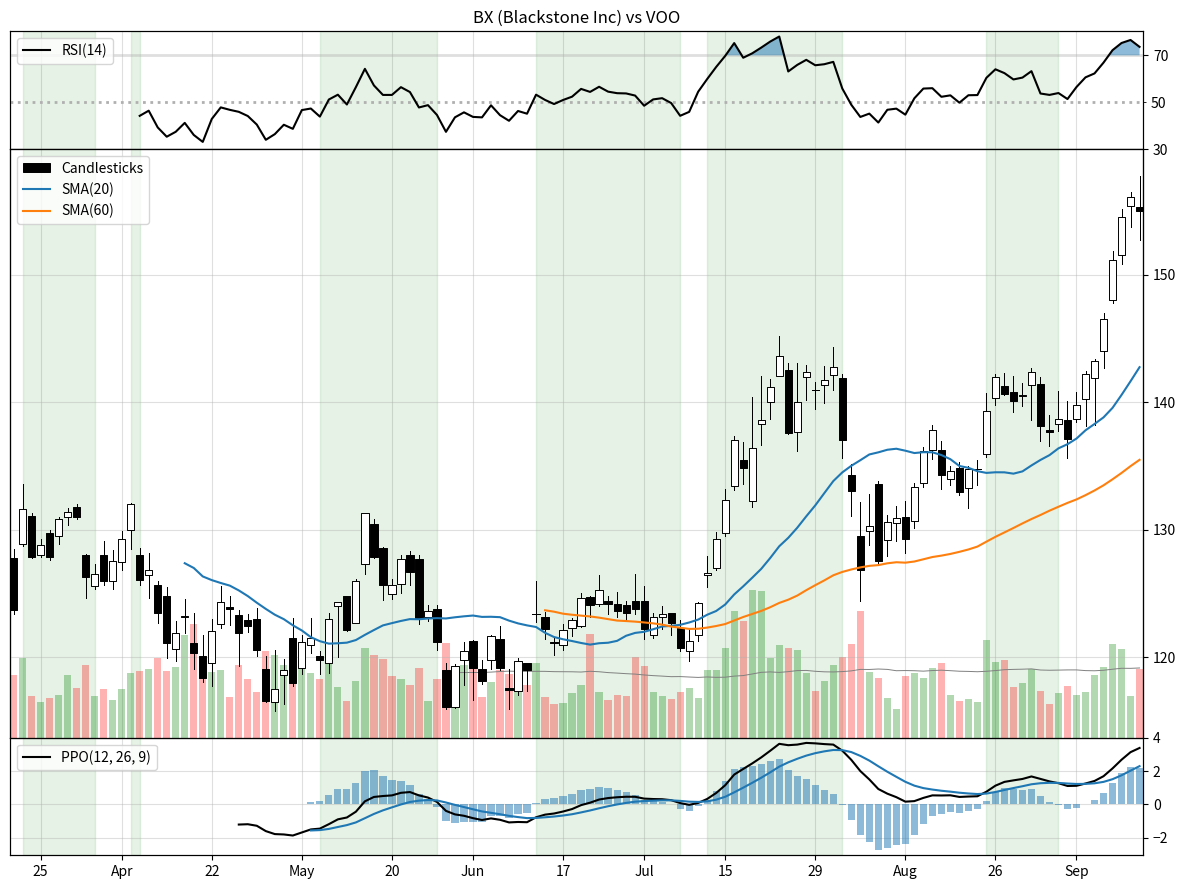 BX (Blackstone Inc) vs VOO
RSI(14)
70
50
30
Candlesticks
SMA(20)
SMA(60)
150
140
130
120
PPO(12, 26, 9)
4
2
0
−2
25 Apr 22 May 20 Jun 17 Jul 15 29 Aug 26 Sep